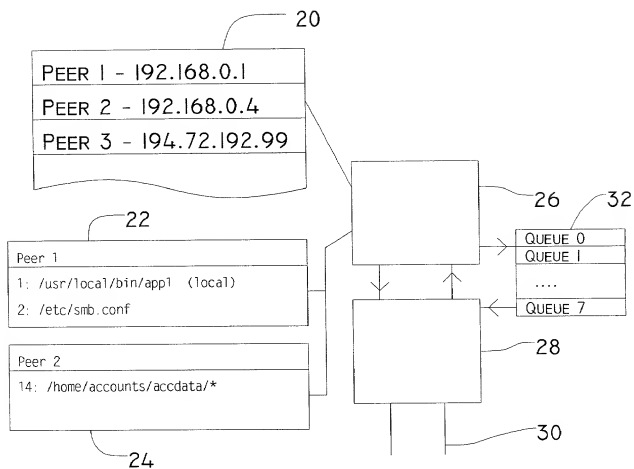 20
PEER 1 - 192.168.0.1
PEER 2 - 192.168.0.4
PEER 3 - 194.72.192.99
22
Peer 1
1: /usr/local/bin/app1 (local)
2: /etc/smb.conf
Peer 2
14: /home/accounts/accdata/*
24
26
32
QUEUE 0
QUEUE 1
....
QUEUE 7
28
30